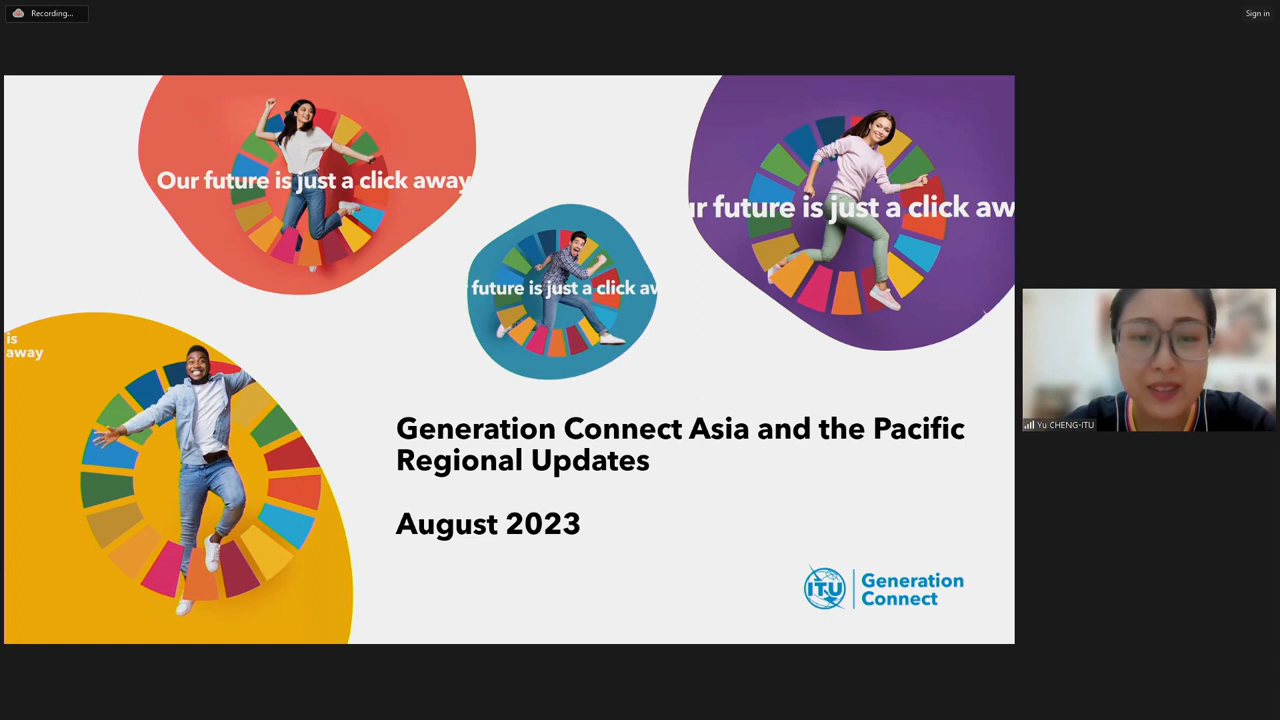 Recording...
Sign in
Our future is just a click away
ur future is just a click aw
future is just a click aw
is
away
Generation Connect Asia and the Pacific
Regional Updates
August 2023
ITU
Generation
Connect
Yu CHENG-ITU